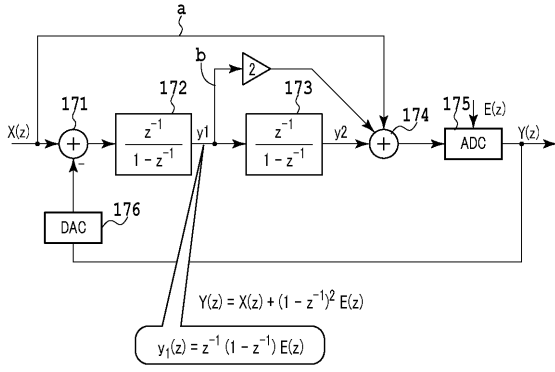 a
b
2
171
172
173
174
175
E(z)
X(z)
+
z⁻¹
1 - z⁻¹
y1
z⁻¹
1 - z⁻¹
y2
+
ADC
Y(z)
-
176
DAC
Y(z) = X(z) + (1 - z⁻¹)² E(z)
y₁(z) = z⁻¹ (1 - z⁻¹) E(z)